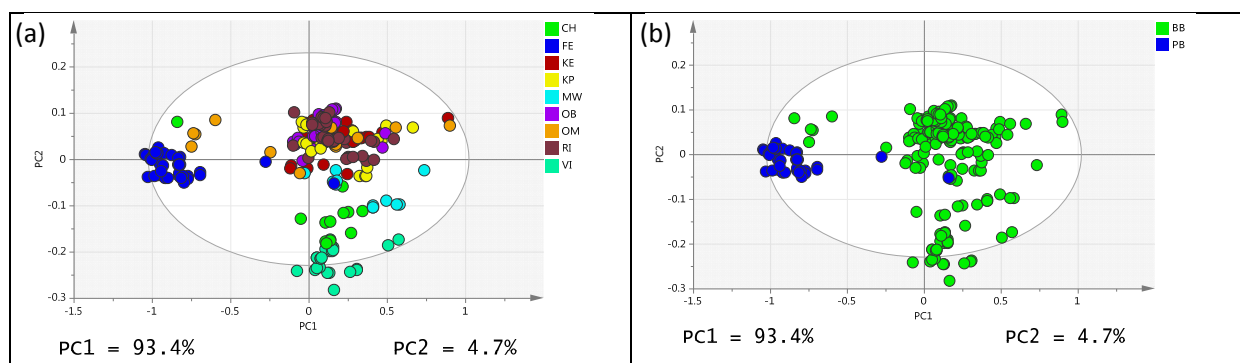 (a)
PC2
0.2
0.1
0
-0.1
-0.2
-0.3
-1.5
-1
-0.5
0
0.5
1
1.5
PC1
CH
FE
KE
KP
MW
OB
OM
RI
VI
PC1 = 93.4%
PC2 = 4.7%
(b)
PC2
0.2
0.1
0
-0.1
-0.2
-0.3
-1.5
-1
-0.5
0
0.5
1
PC1
BB
PB
PC1 = 93.4%
PC2 = 4.7%